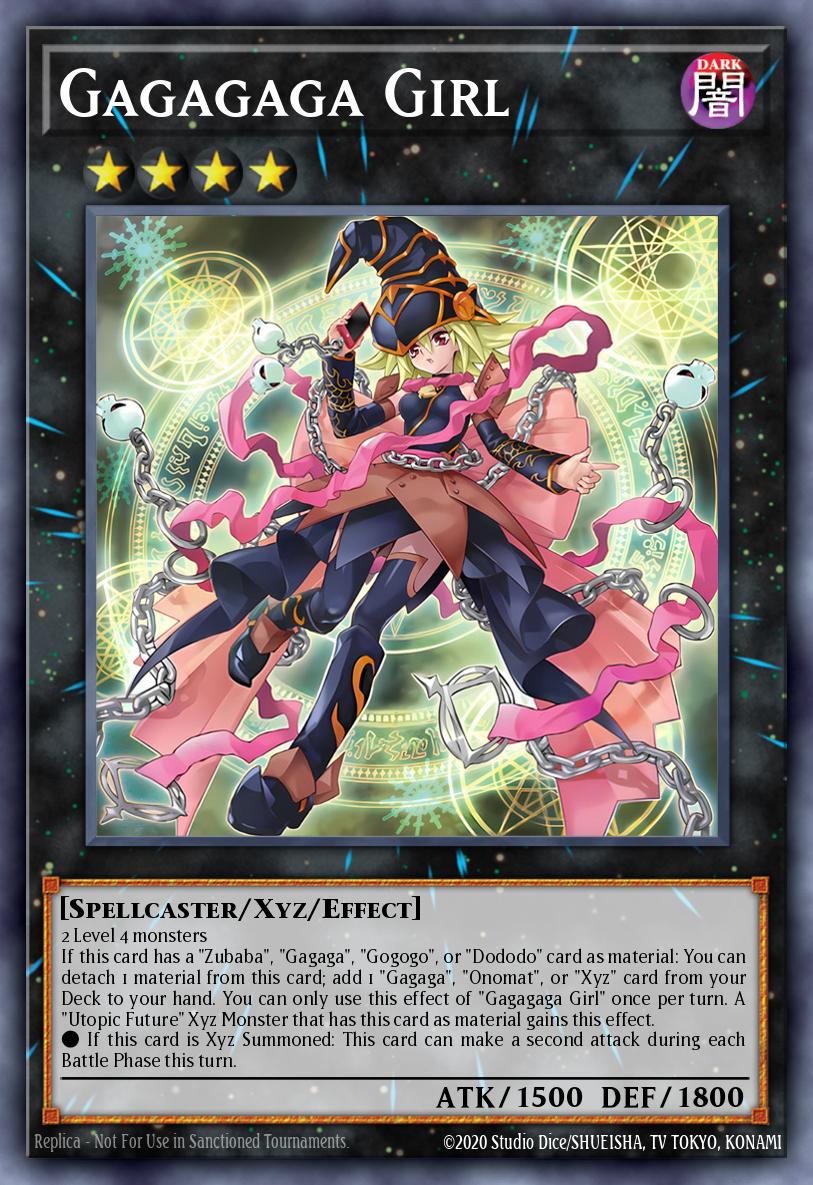 Gagagaga Girl
DARK
闇
[Spellcaster/Xyz/Effect]
2 Level 4 monsters
If this card has a "Zubaba", "Gagaga", "Gogogo", or "Dododo" card as material: You can
detach 1 material from this card; add 1 "Gagaga", "Onomat", or "Xyz" card from your
Deck to your hand. You can only use this effect of "Gagagaga Girl" once per turn. A
"Utopic Future" Xyz Monster that has this card as material gains this effect.
● If this card is Xyz Summoned: This card can make a second attack during each
Battle Phase this turn.
ATK/1500 DEF/1800
Replica - Not For Use in Sanctioned Tournaments.
©2020 Studio Dice/SHUEISHA, TV TOKYO, KONAMI